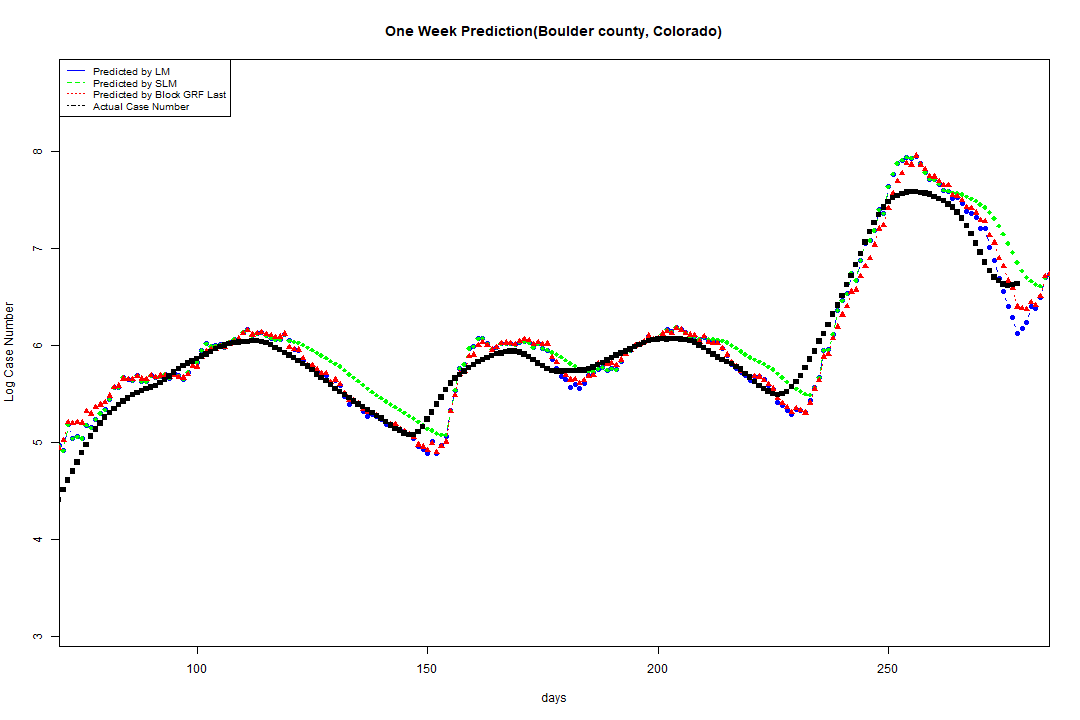 One Week Prediction(Boulder county, Colorado)
Predicted by LM
Predicted by SLM
Predicted by Block GRF Last
Actual Case Number
8
7
6
5
4
3
Log Case Number
100 150 200 250
days